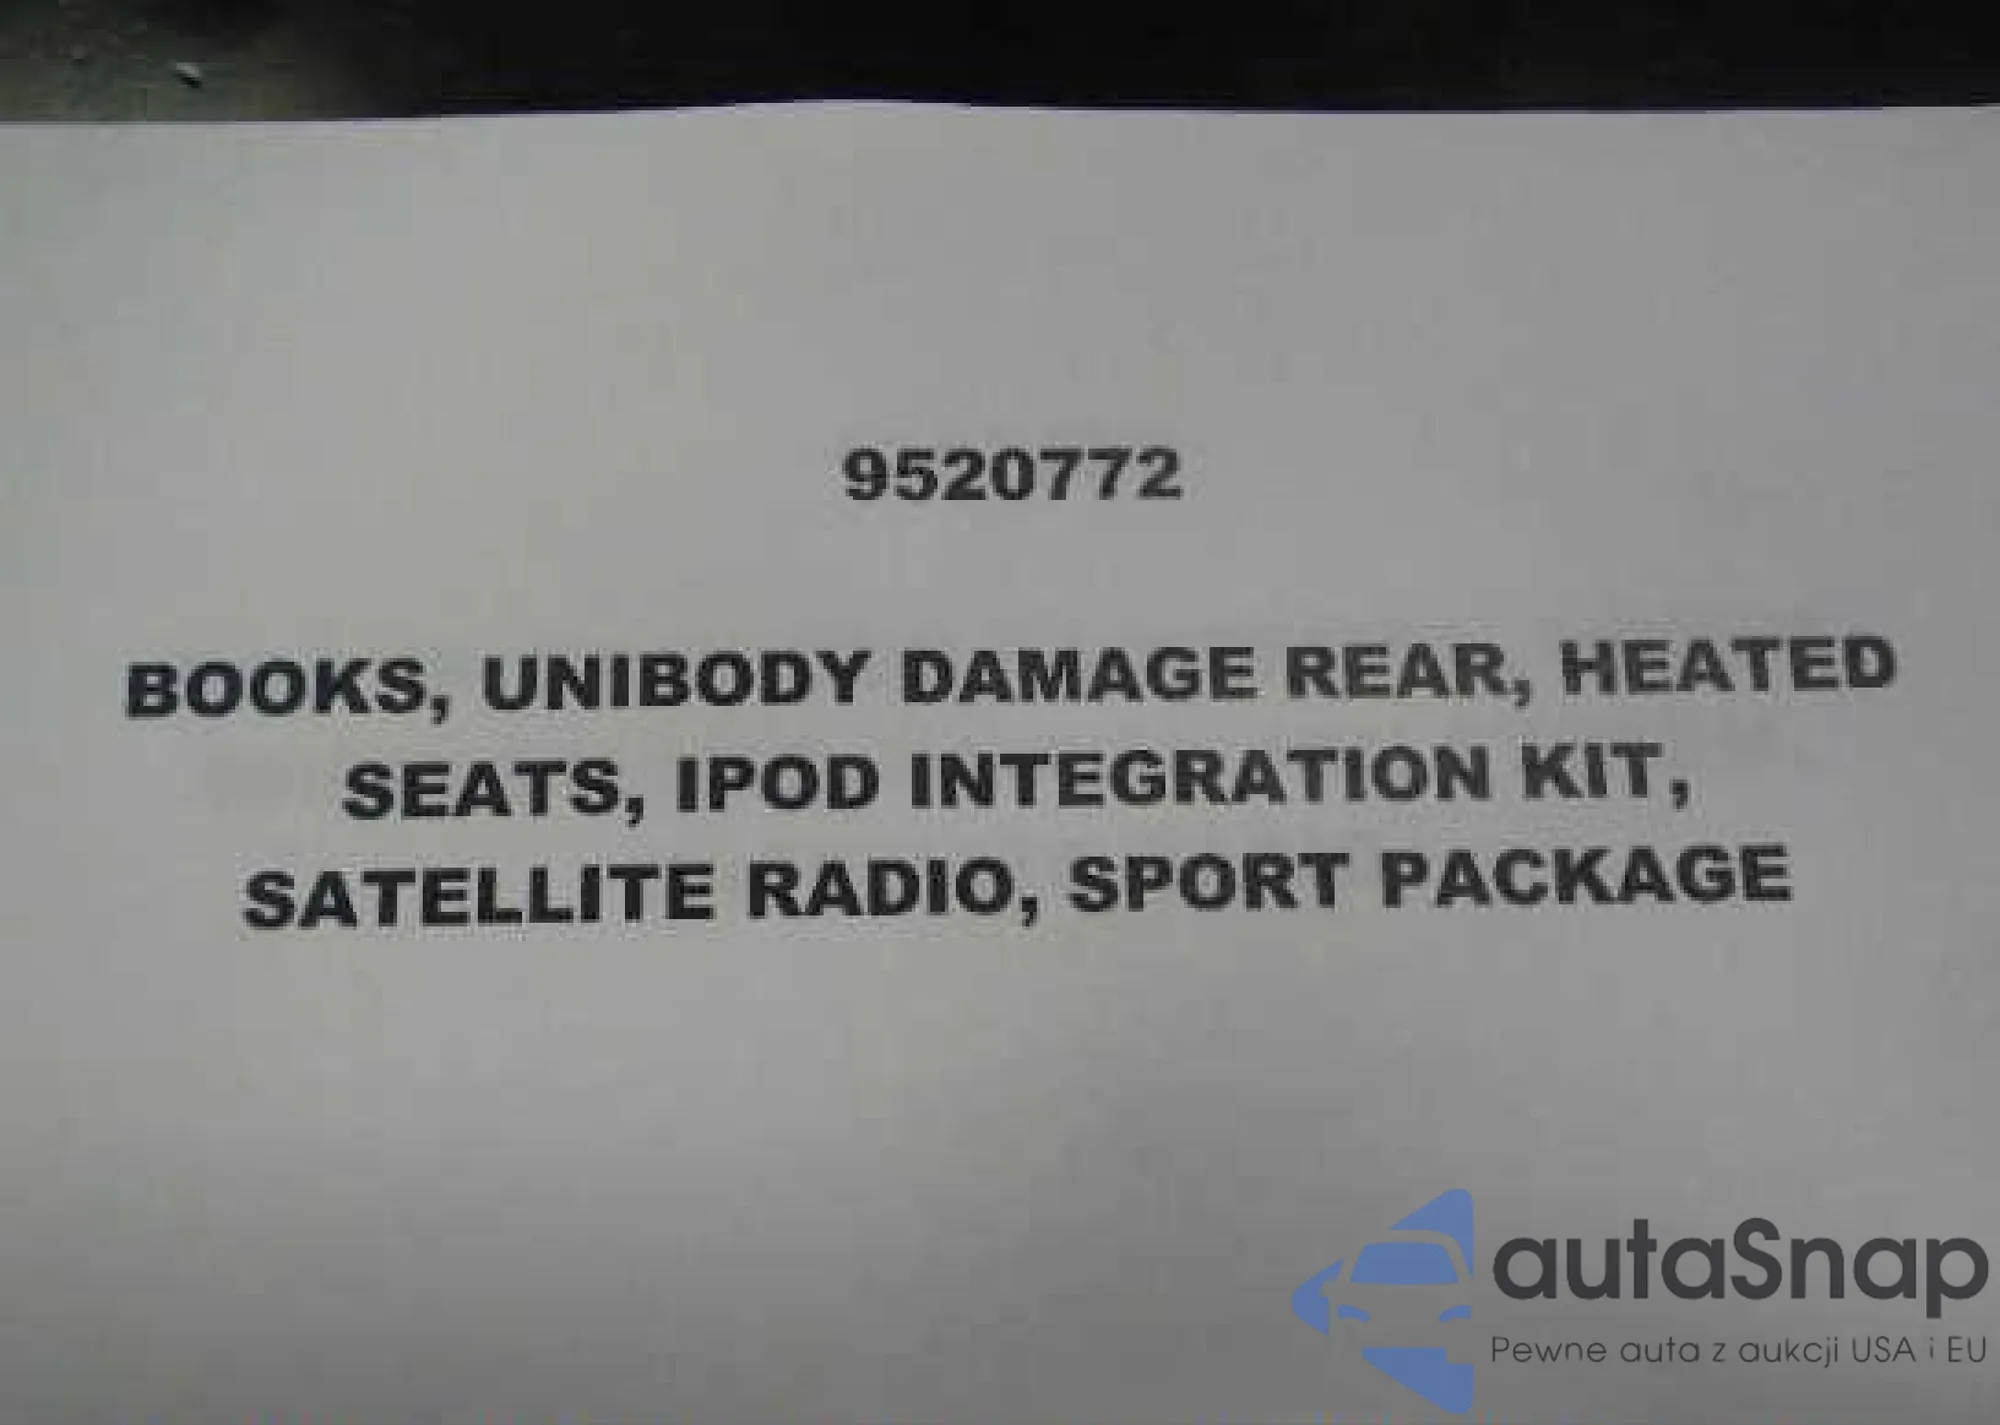 9520772
BOOKS, UNIBODY DAMAGE REAR, HEATED
SEATS, IPOD INTEGRATION KIT,
SATELLITE RADIO, SPORT PACKAGE
autaSnap
Pewne auta z aukcji USA i EU